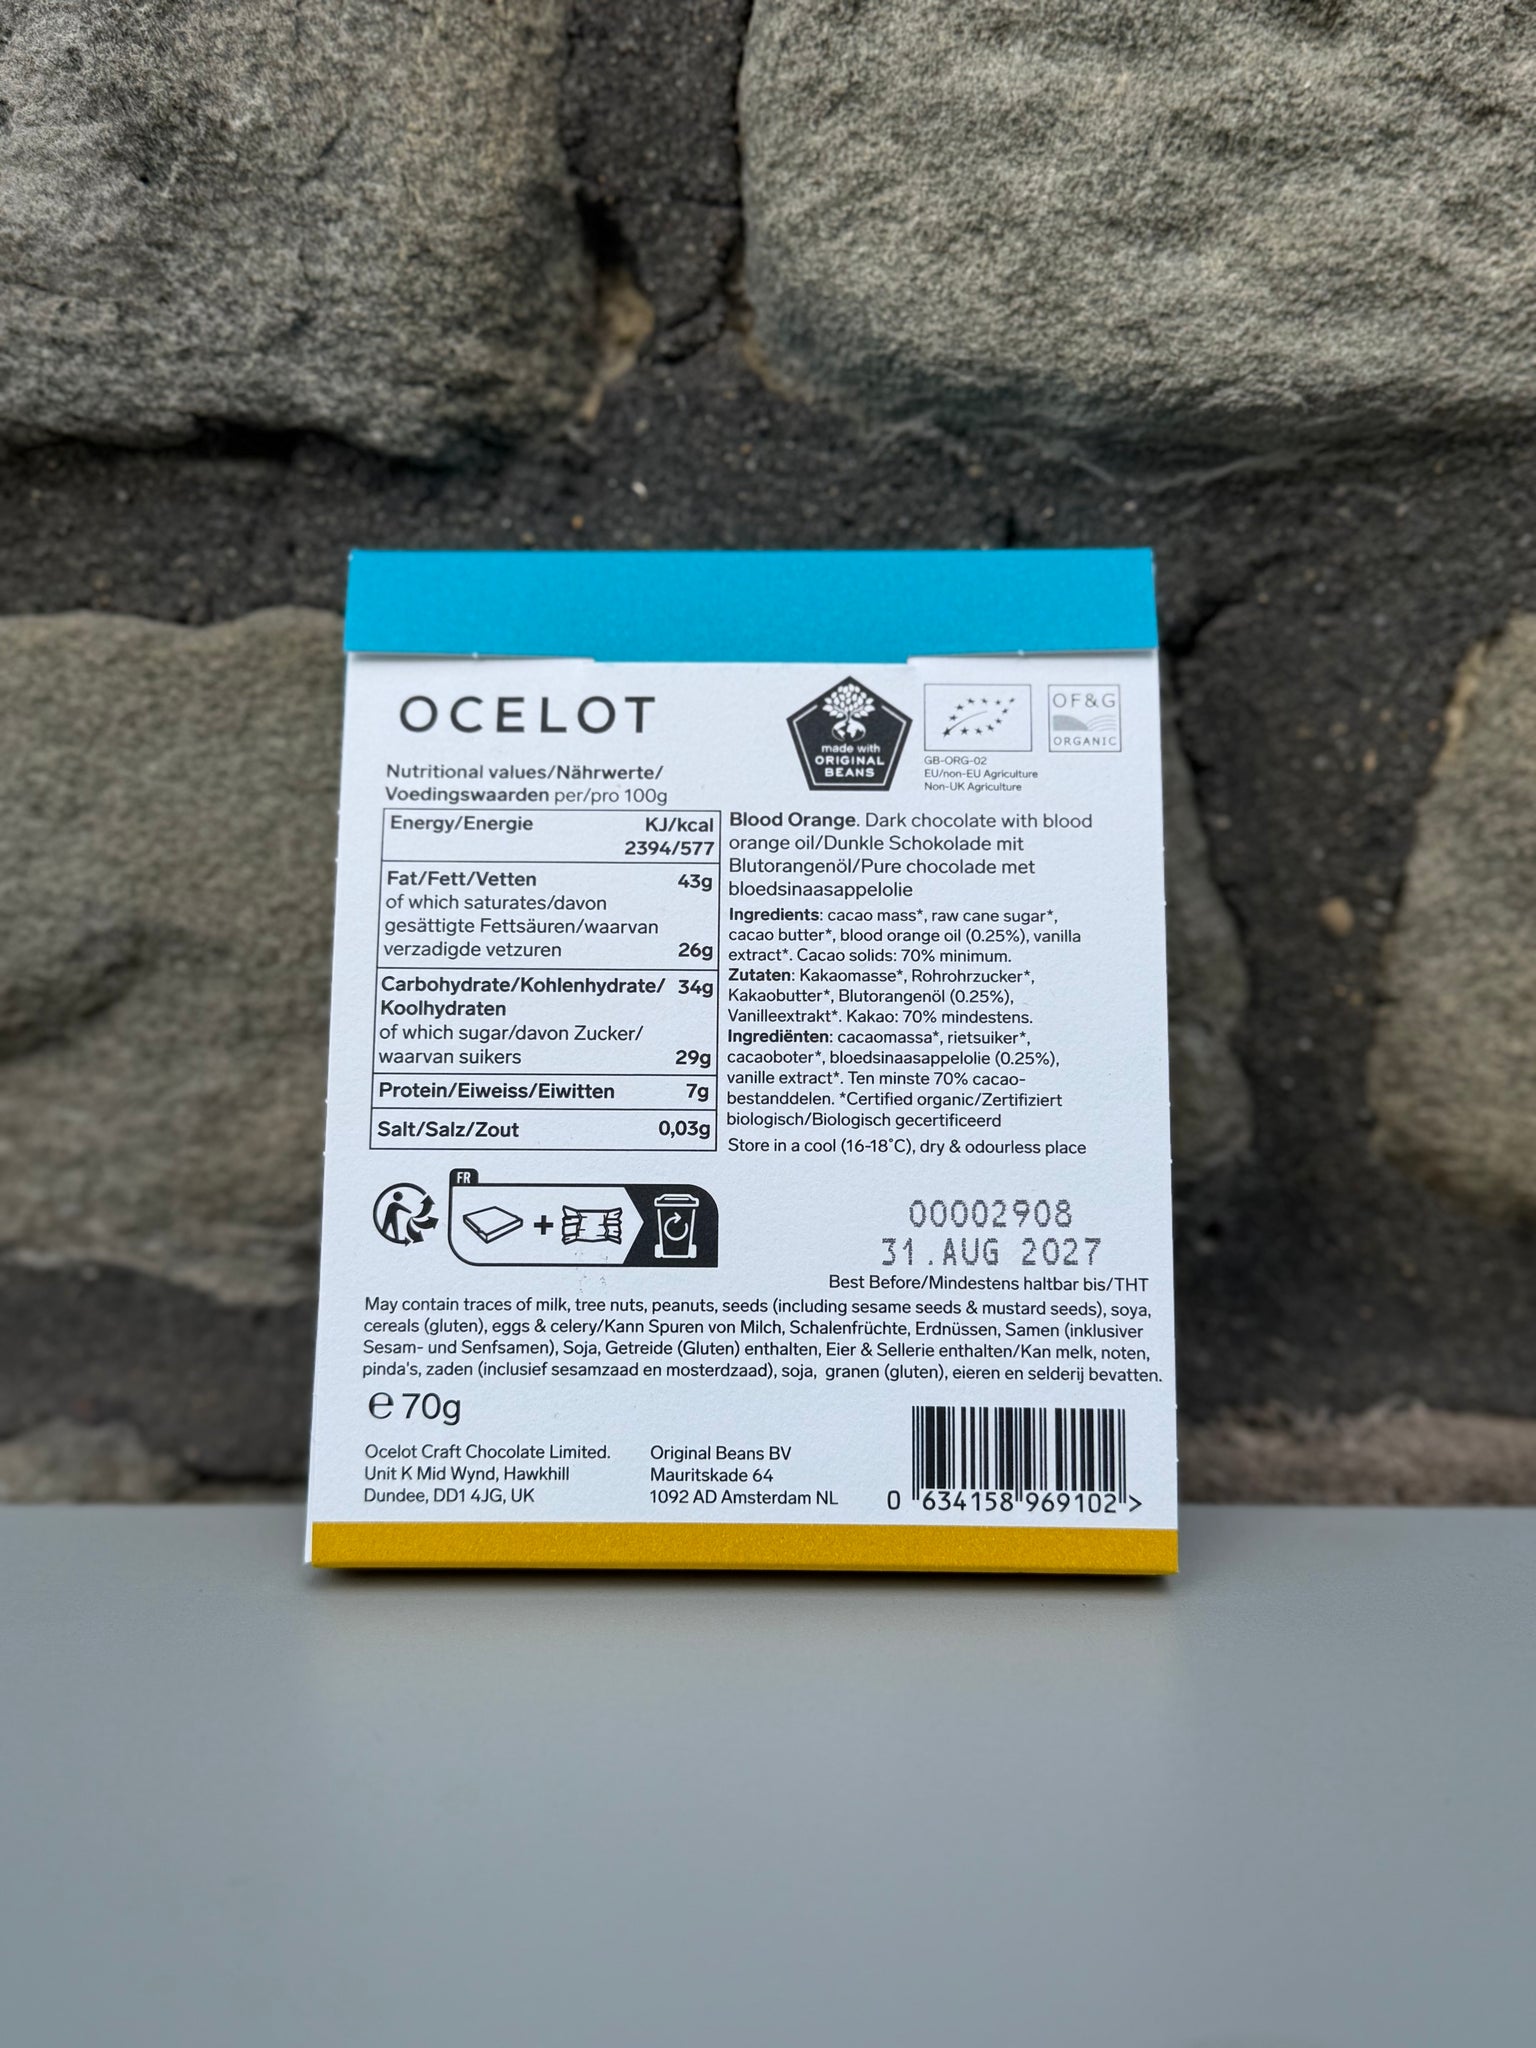 OCELOT
made with
ORIGINAL
BEANS
OF&G
ORGANIC
GB-ORG-02
EU/non-EU Agriculture
Non-UK Agriculture
Nutritional values/Nährwerte/
Voedingswaarden per/pro 100g
Energy/Energie KJ/kcal
2394/577
Fat/Fett/Vetten 43g
of which saturates/davon
gesättigte Fettsäuren/waarvan
verzadigde vetzuren 26g
Carbohydrate/Kohlenhydrate/ 34g
Koolhydraten
of which sugar/davon Zucker/
waarvan suikers 29g
Protein/Eiweiss/Eiwitten 7g
Salt/Salz/Zout 0,03g
Blood Orange. Dark chocolate with blood
orange oil/Dunkle Schokolade mit
Blutorangenöl/Pure chocolade met
bloedsinaasappelolie
Ingredients: cacao mass*, raw cane sugar*,
cacao butter*, blood orange oil (0.25%), vanilla
extract*. Cacao solids: 70% minimum.
Zutaten: Kakaomasse*, Rohrohrzucker*,
Kakaobutter*, Blutorangenöl (0.25%),
Vanilleextrakt*. Kakao: 70% mindestens.
Ingrediënten: cacaomassa*, rietsuiker*,
cacaoboter*, bloedsinaasappelolie (0.25%),
vanille extract*. Ten minste 70% cacao-
bestanddelen. *Certified organic/Zertifiziert
biologisch/Biologisch gecertificeerd
Store in a cool (16-18°C), dry & odourless place
FR
+
00002908
31.AUG 2027
Best Before/Mindestens haltbar bis/THT
May contain traces of milk, tree nuts, peanuts, seeds (including sesame seeds & mustard seeds), soya,
cereals (gluten), eggs & celery/Kann Spuren von Milch, Schalenfrüchte, Erdnüssen, Samen (inklusiver
Sesam- und Senfsamen), Soja, Getreide (Gluten) enthalten, Eier & Sellerie enthalten/Kan melk, noten,
pinda's, zaden (inclusief sesamzaad en mosterdzaad), soja, granen (gluten), eieren en selderij bevatten.
℮ 70g
Ocelot Craft Chocolate Limited.
Unit K Mid Wynd, Hawkhill
Dundee, DD1 4JG, UK
Original Beans BV
Mauritskade 64
1092 AD Amsterdam NL
0 634158 969102 >